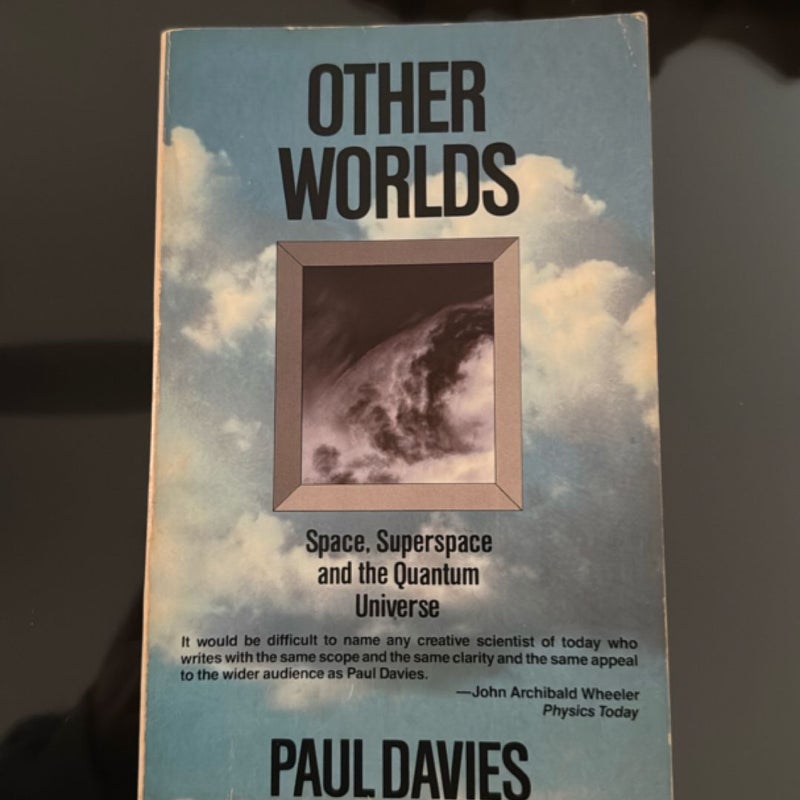 OTHER
WORLDS
Space, Superspace
and the Quantum
Universe
It would be difficult to name any creative scientist of today who
writes with the same scope and the same clarity and the same appeal
to the wider audience as Paul Davies.
—John Archibald Wheeler
Physics Today
PAUL DAVIES